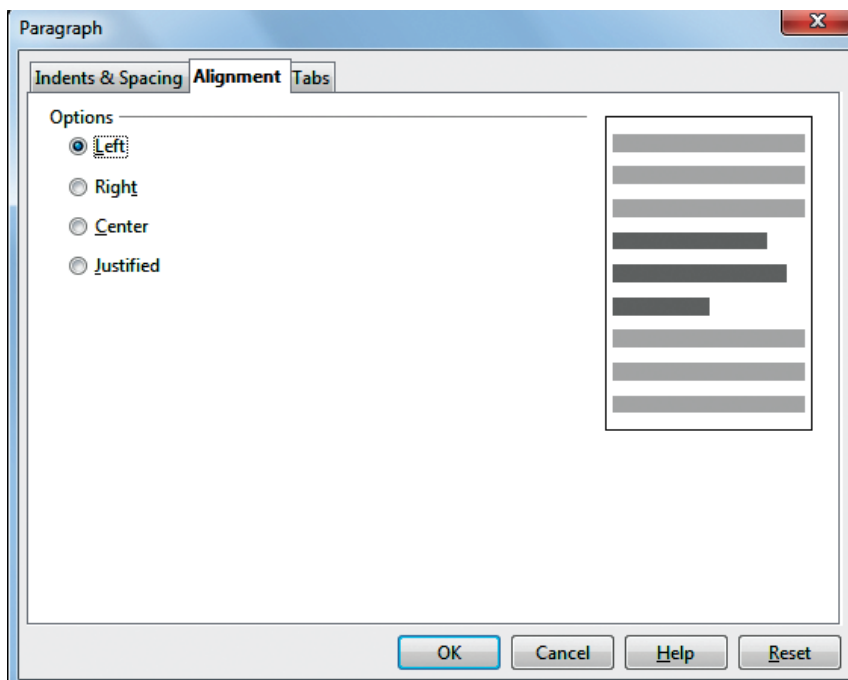 Paragraph
Indents & Spacing Alignment Tabs
Options
Left
Right
Center
Justified
OK Cancel Help Reset